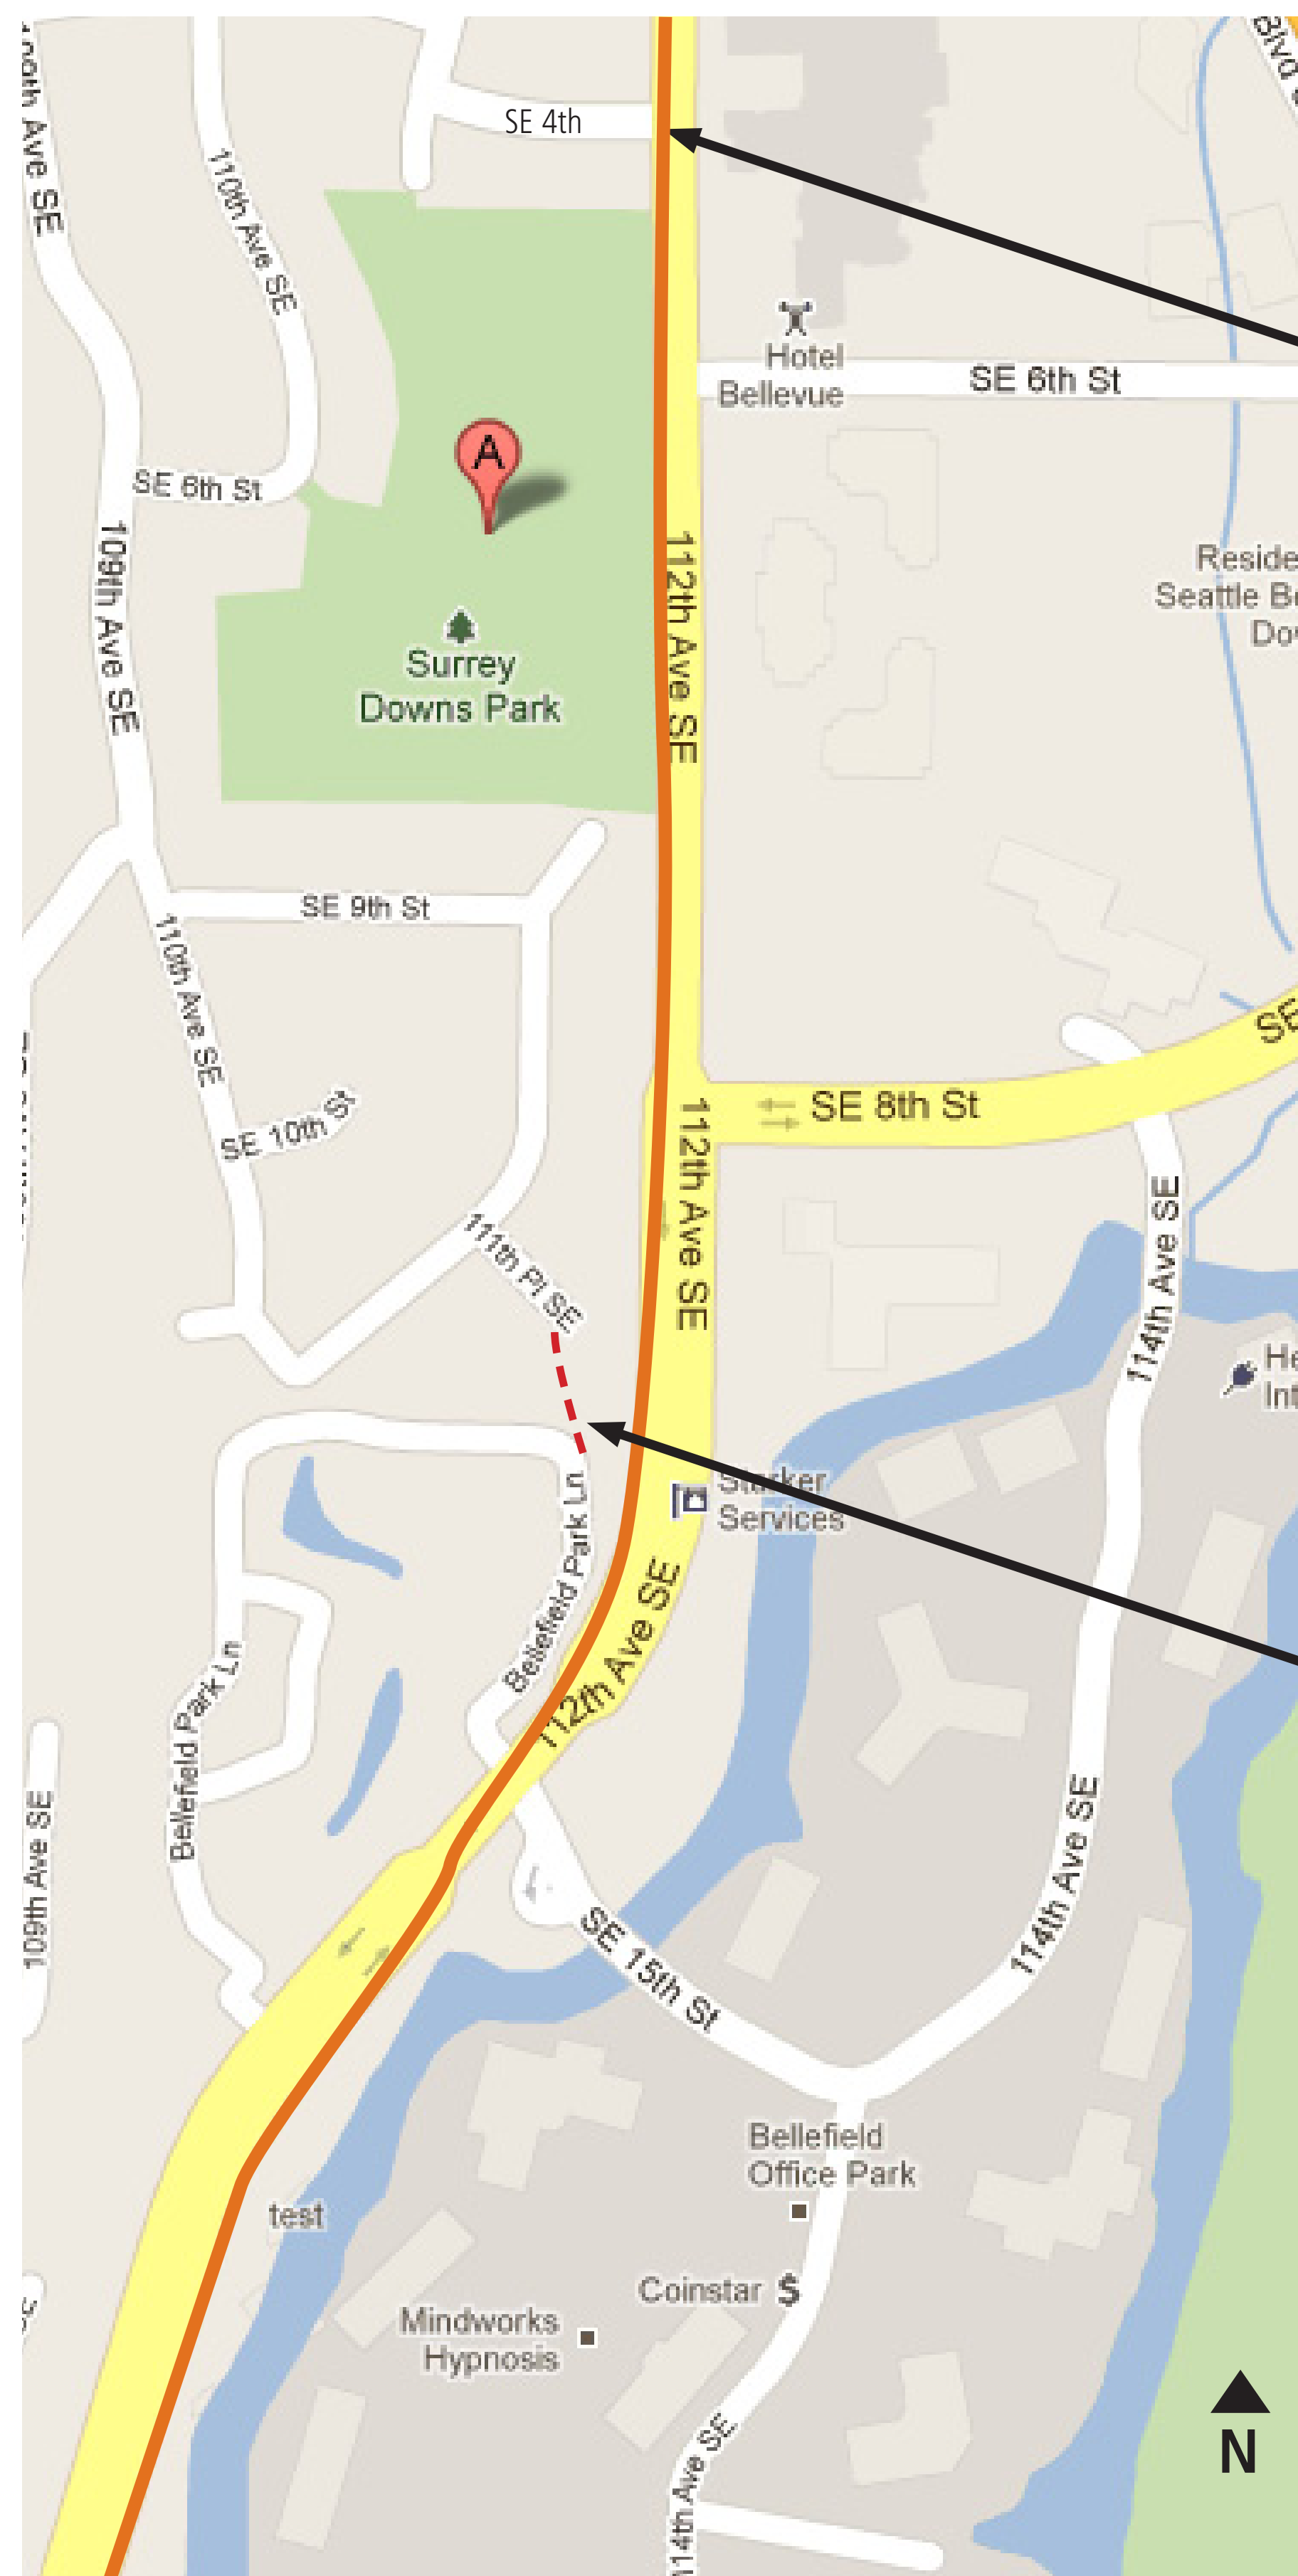 SE 4th
110th Ave SE
Hotel
Bellevue
SE 6th St
A
SE 6th St
112th Ave SE
109th Ave SE
Surrey
Downs Park
Seattle
SE 9th St
110th Ave SE
SE
SE 8th St
112th Ave SE
SE 10th St
114th Ave SE
111th Pl SE
Starker
Services
Bellefield Park Ln
112th Ave SE
Bellefield Park Ln
109th Ave SE
114th Ave SE
SE 15th St
Bellefield
Office Park
test
Coinstar $
Mindworks
Hypnosis
114th Ave SE
N